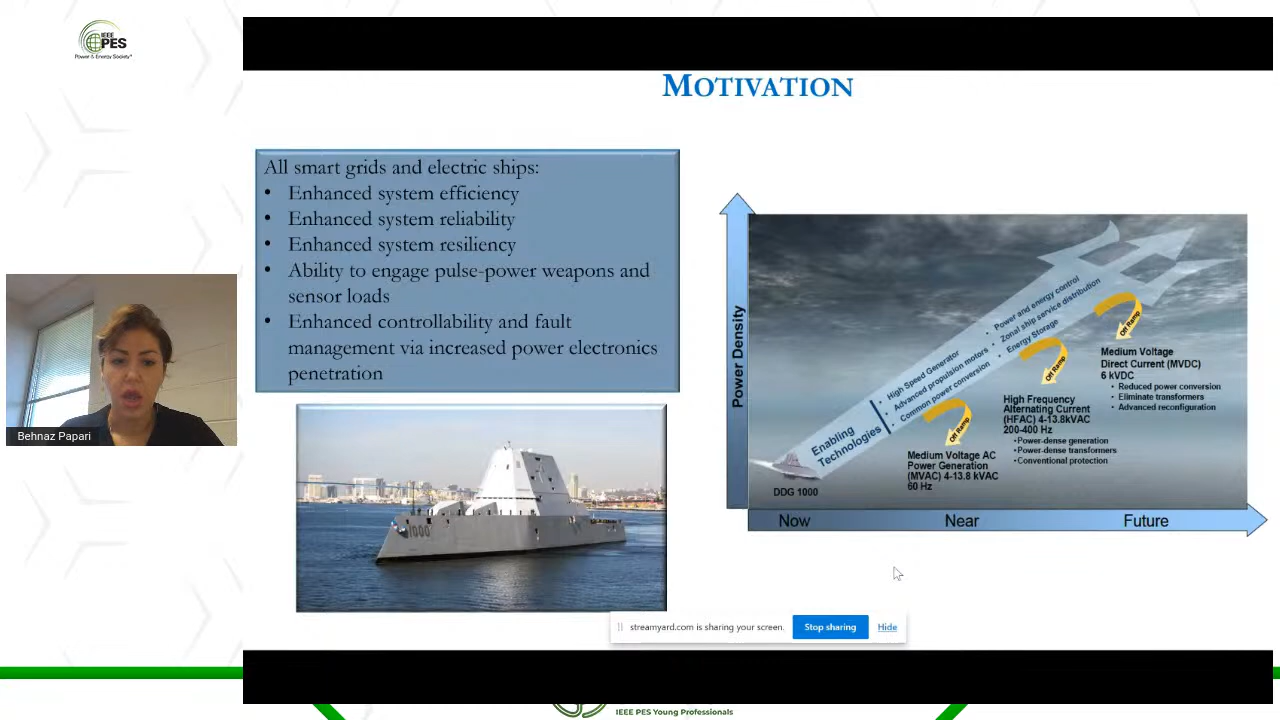 IEEE
PES
Power & Energy Society™
MOTIVATION
All smart grids and electric ships:
• Enhanced system efficiency
• Enhanced system reliability
• Enhanced system resiliency
• Ability to engage pulse-power weapons and
sensor loads
• Enhanced controllability and fault
management via increased power electronics
penetration
1000
Behnaz Papari
Power Density
• Power and energy control
• Zonal ship service distribution
• Energy Storage
• High Speed Generator
• Advanced propulsion motors
• Common power conversion
Enabling
Technologies
Off Ramp
Off Ramp
Off Ramp
Medium Voltage
Direct Current (MVDC)
6 kVDC
• Reduced power conversion
• Eliminate transformers
• Advanced reconfiguration
High Frequency
Alternating Current
(HFAC) 4-13.8kVAC
200-400 Hz
•Power-dense generation
•Power-dense transformers
•Conventional protection
Medium Voltage AC
Power Generation
(MVAC) 4-13.8 kVAC
60 Hz
DDG 1000
Now Near Future
streamyard.com is sharing your screen. Stop sharing Hide
IEEE PES Young Professionals